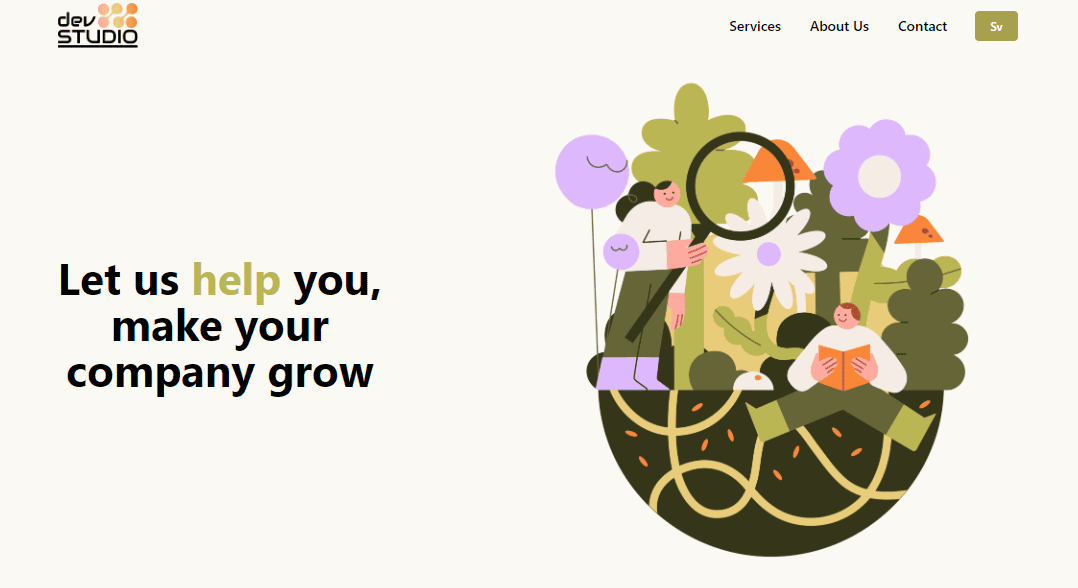 dev
STUDIO
Services About Us Contact Sv
Let us help you,
make your
company grow